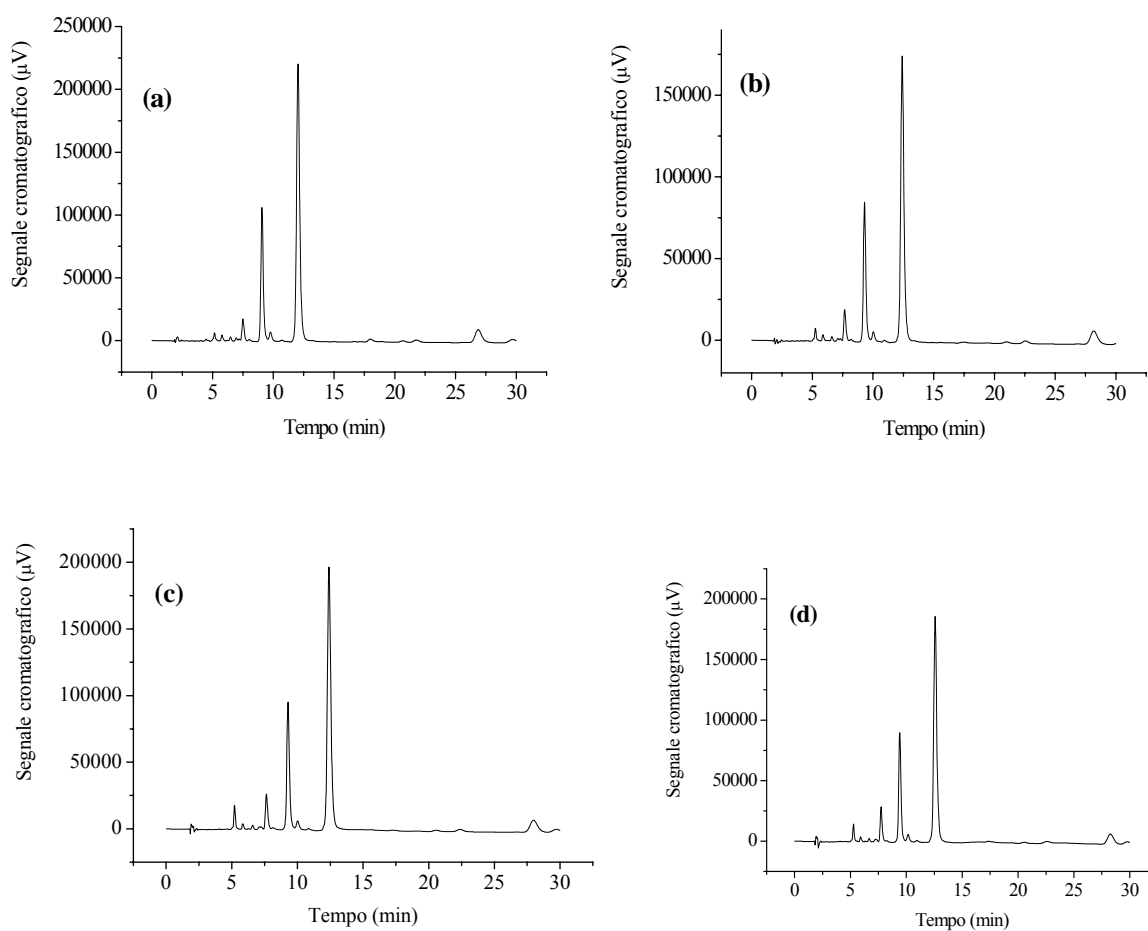 Segnale cromatografico (µV)
250000
200000
150000
100000
50000
0
(a)
0 5 10 15 20 25 30
Tempo (min)
Segnale cromatografico (µV)
150000
100000
50000
0
(b)
0 5 10 15 20 25 30
Tempo (min)
Segnale cromatografico (µV)
200000
150000
100000
50000
0
(c)
0 5 10 15 20 25 30
Tempo (min)
Segnale cromatografico (µV)
200000
150000
100000
50000
0
(d)
0 5 10 15 20 25 30
Tempo (min)